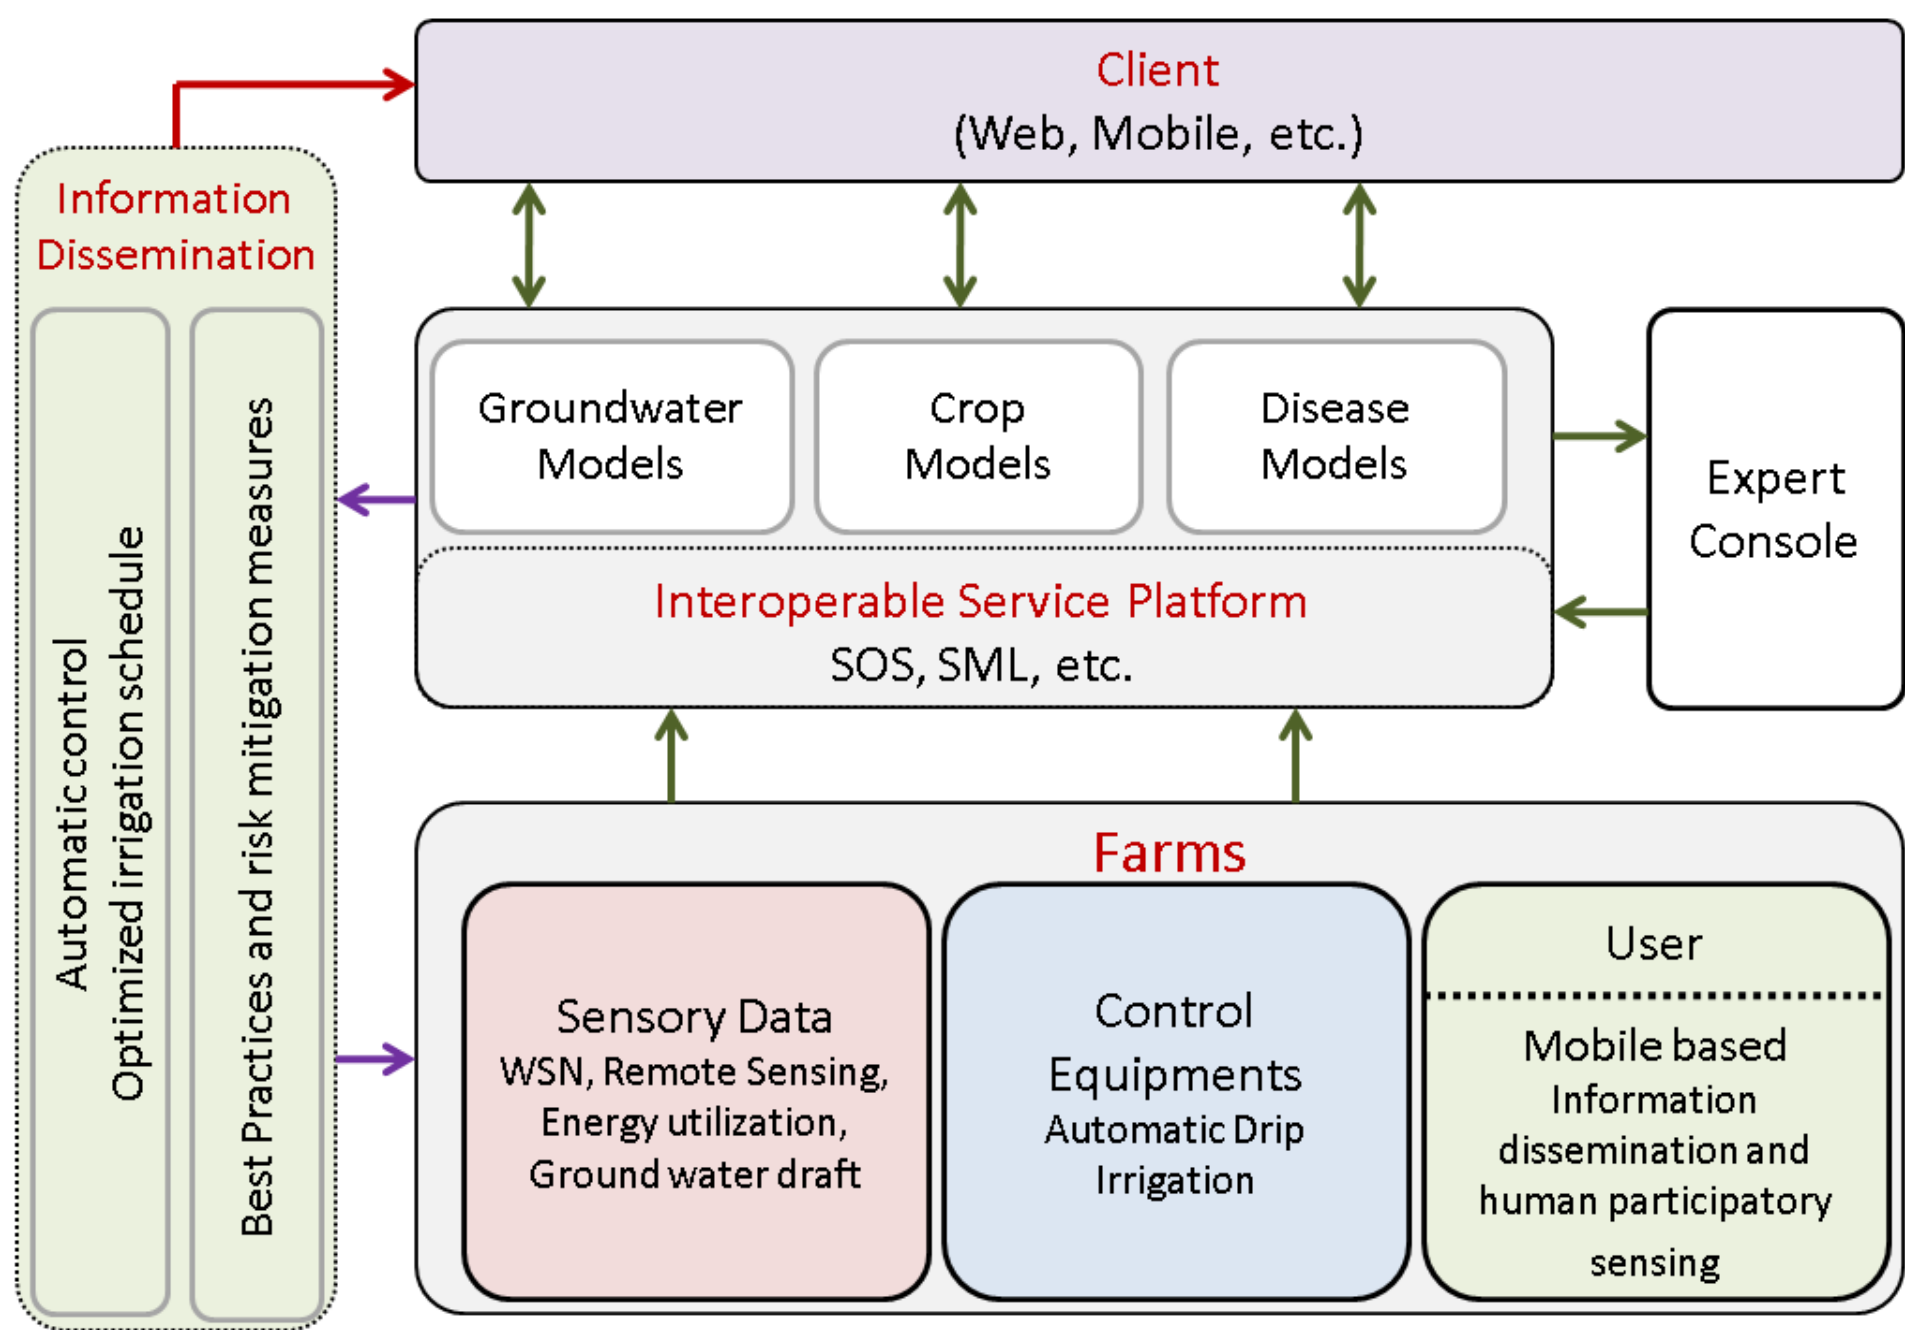 Client
(Web, Mobile, etc.)
Information
Dissemination
Automatic control
Optimized irrigation schedule
Best Practices and risk mitigation measures
Groundwater
Models
Crop
Models
Disease
Models
Interoperable Service Platform
SOS, SML, etc.
Expert
Console
Farms
Sensory Data
WSN, Remote Sensing,
Energy utilization,
Ground water draft
Control
Equipments
Automatic Drip
Irrigation
User
Mobile based
Information
dissemination and
human participatory
sensing